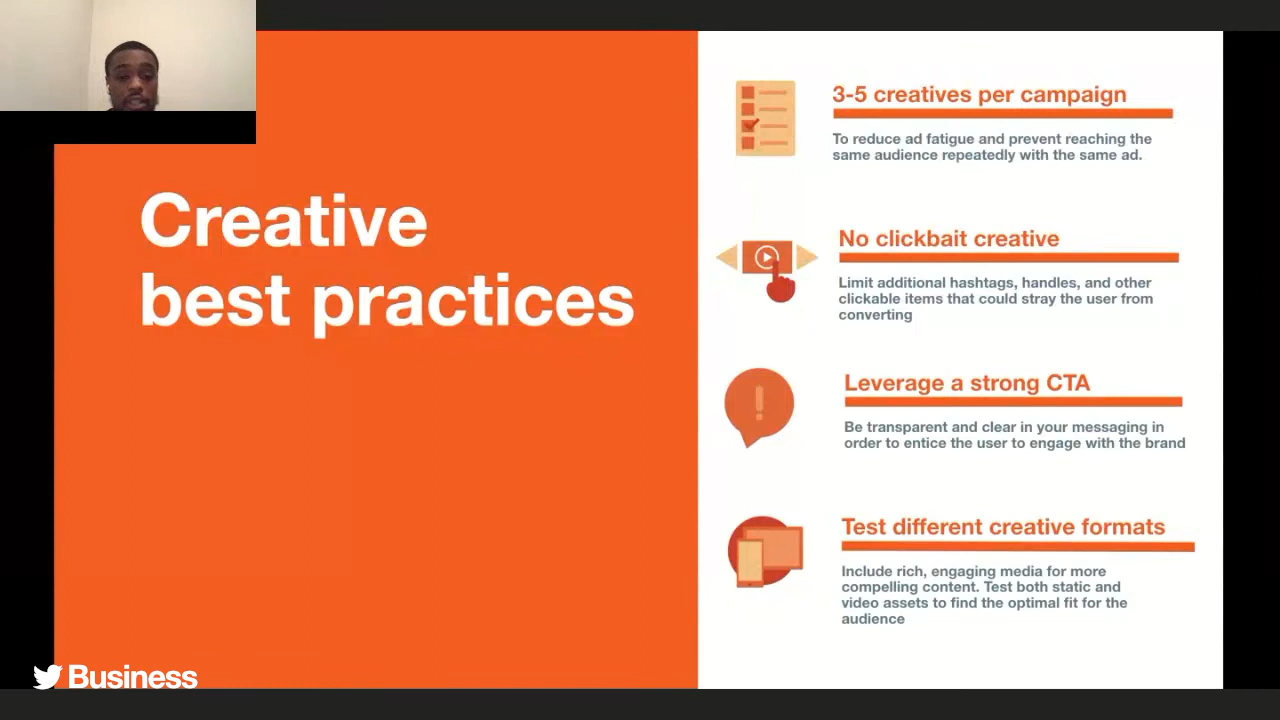 Creative
best practices
3-5 creatives per campaign
To reduce ad fatigue and prevent reaching the
same audience repeatedly with the same ad.
No clickbait creative
Limit additional hashtags, handles, and other
clickable items that could stray the user from
converting
Leverage a strong CTA
Be transparent and clear in your messaging in
order to entice the user to engage with the brand
Test different creative formats
Include rich, engaging media for more
compelling content. Test both static and
video assets to find the optimal fit for the
audience
Business